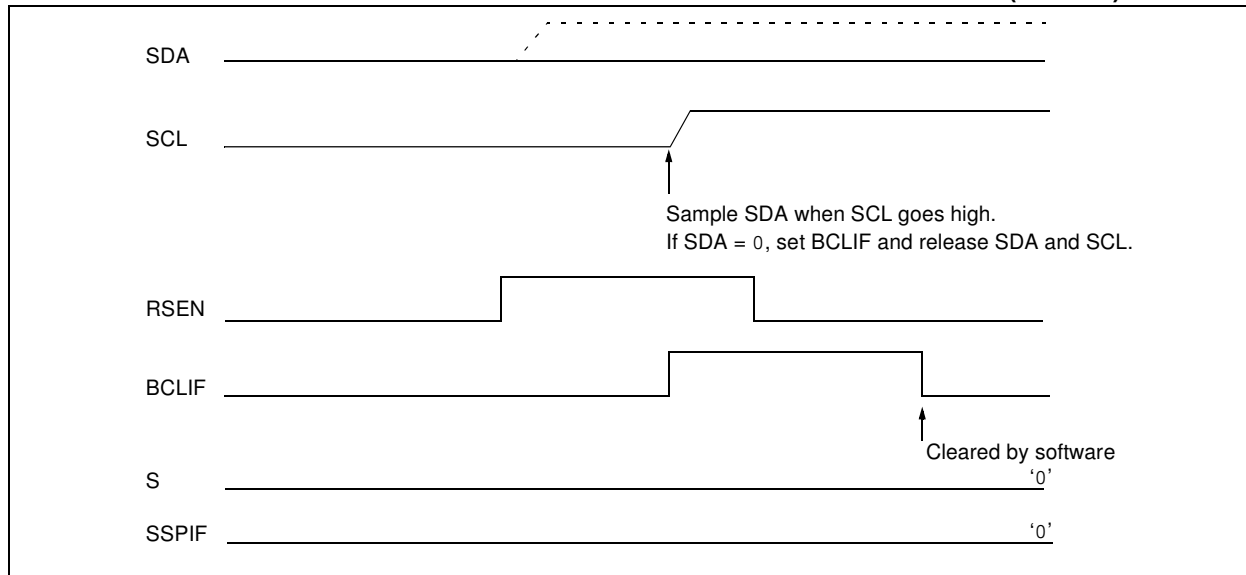 SDA
SCL
Sample SDA when SCL goes high.
If SDA = 0, set BCLIF and release SDA and SCL.
RSEN
BCLIF
Cleared by software
S
‘0’
SSPIF
‘0’